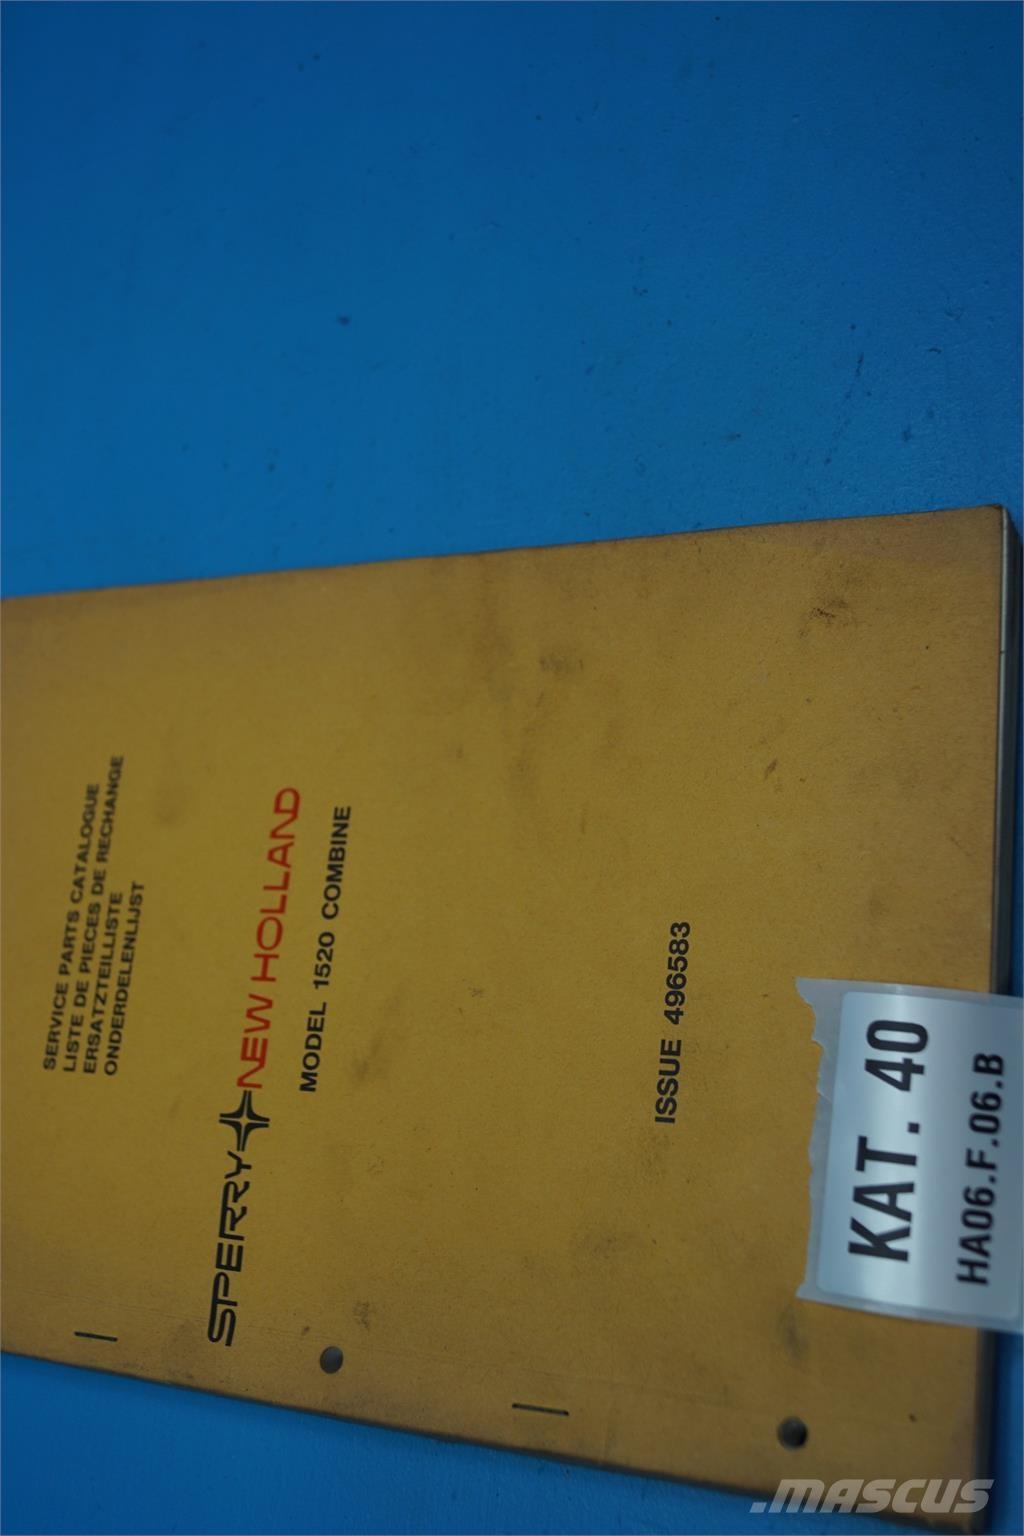 SERVICE PARTS CATALOGUE
LISTE DE PIECES DE RECHANGE
ERSATZTEILLISTE
ONDERDELENLIJST
SPERRY NEW HOLLAND
MODEL 1520 COMBINE
ISSUE 496583
KAT. 40
HA06.F.06.B
.MASCUS